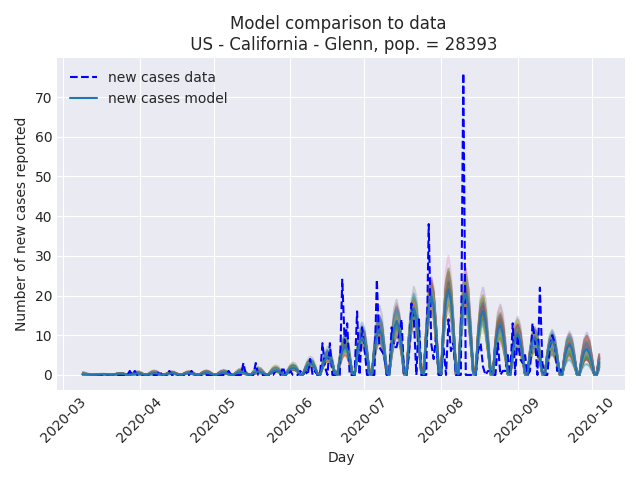 Model comparison to data
US - California - Glenn, pop. = 28393
new cases data
new cases model
Number of new cases reported
70
60
50
40
30
20
10
0
2020-03
2020-04
2020-05
2020-06
2020-07
2020-08
2020-09
2020-10
Day